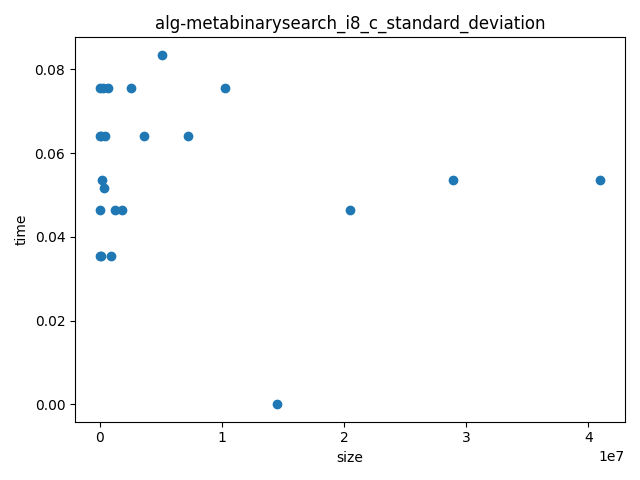 alg-metabinarysearch_i8_c_standard_deviation
0.08
0.06
0.04
0.02
0.00
time
0
1
2
3
4
1e7
size